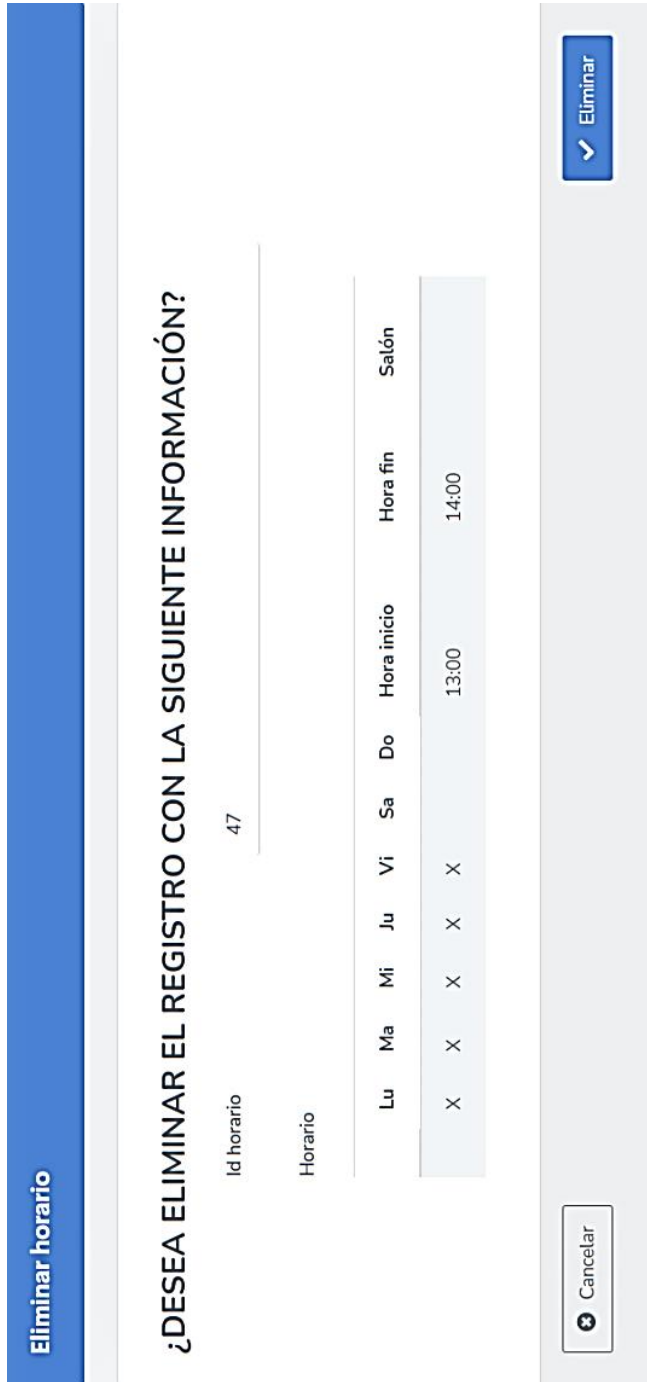 Eliminar horario
¿DESEA ELIMINAR EL REGISTRO CON LA SIGUIENTE INFORMACIÓN?
Id horario 47
Horario
Lu Ma Mi Ju Vi Sa Do Hora inicio Hora fin Salón
X X X X X 13:00 14:00
Cancelar Eliminar